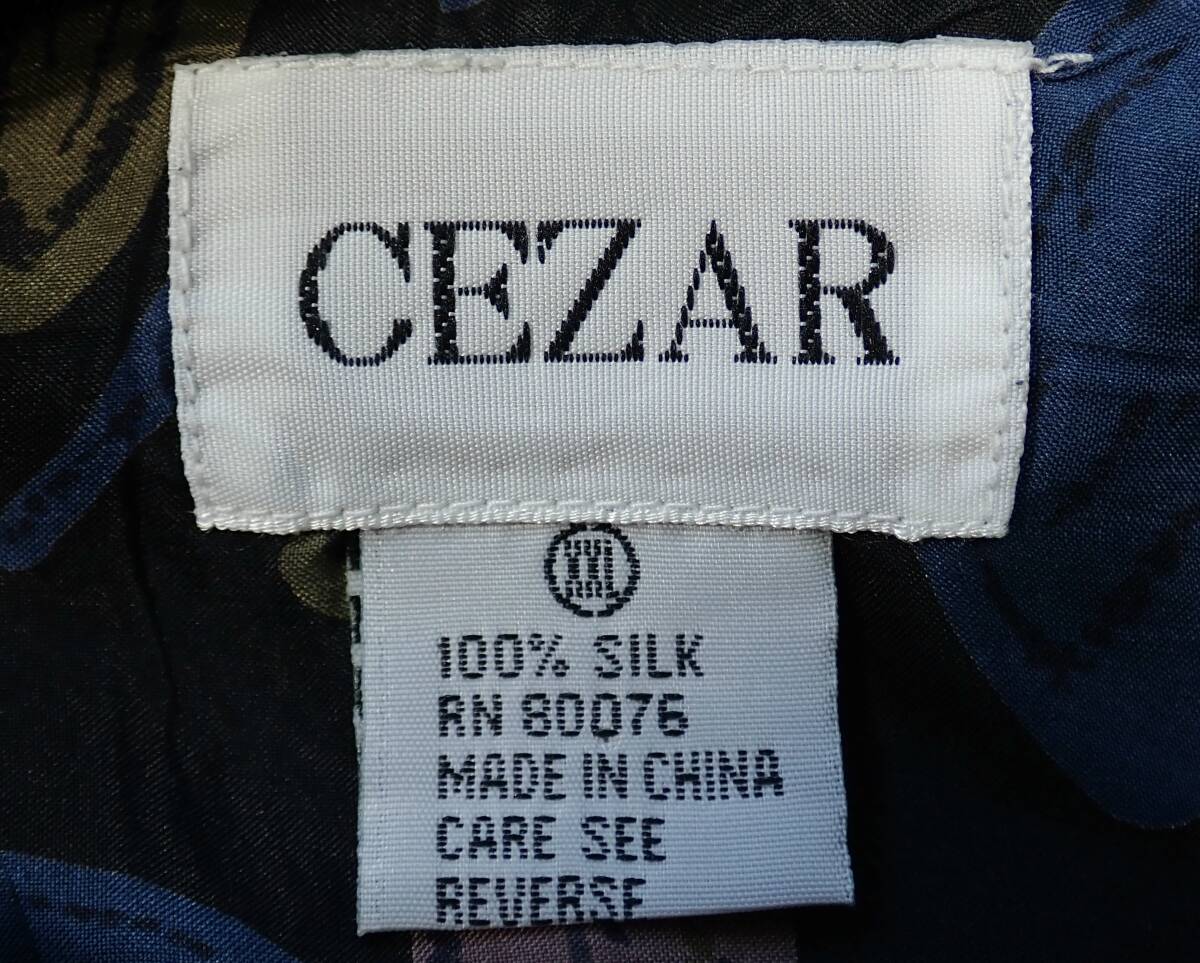 CEZAR
XXL
100% SILK
RN 80076
MADE IN CHINA
CARE SEE
REVERSE